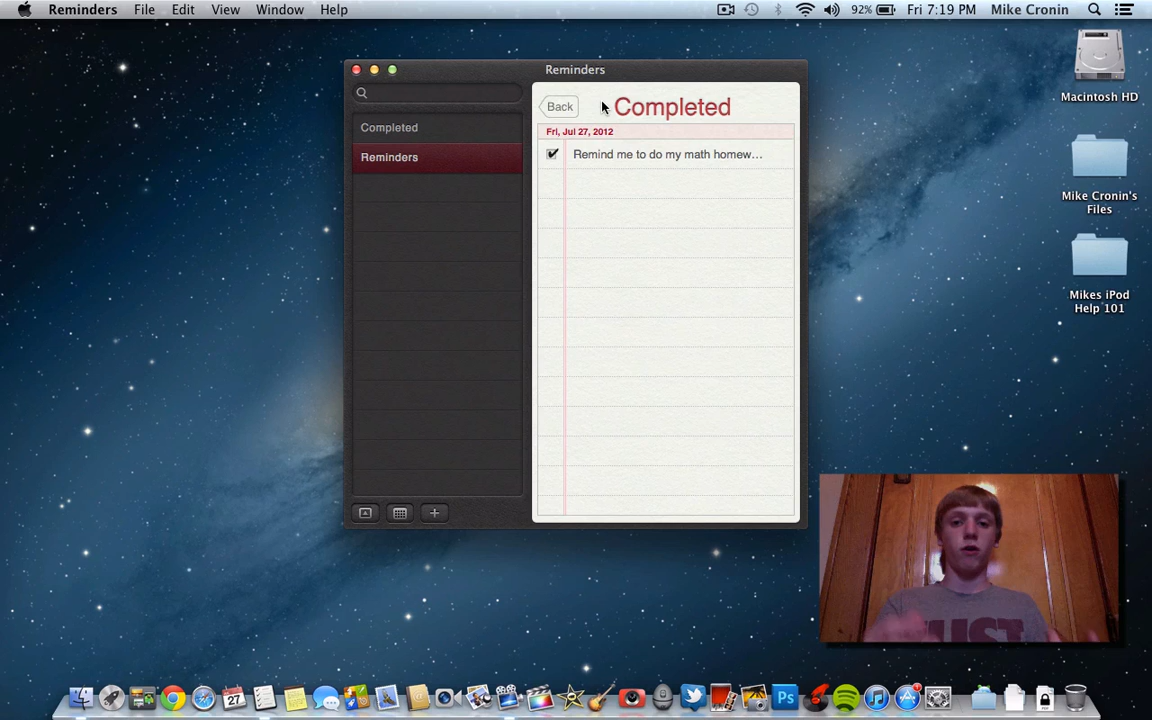 Reminders File Edit View Window Help 92% Fri 7:19 PM Mike Cronin
Reminders
Back
Completed
Completed
Fri, Jul 27, 2012
Reminders
Remind me to do my math homew…
Macintosh HD
Mike Cronin's
Files
Mikes iPod
Help 101
27
Ps